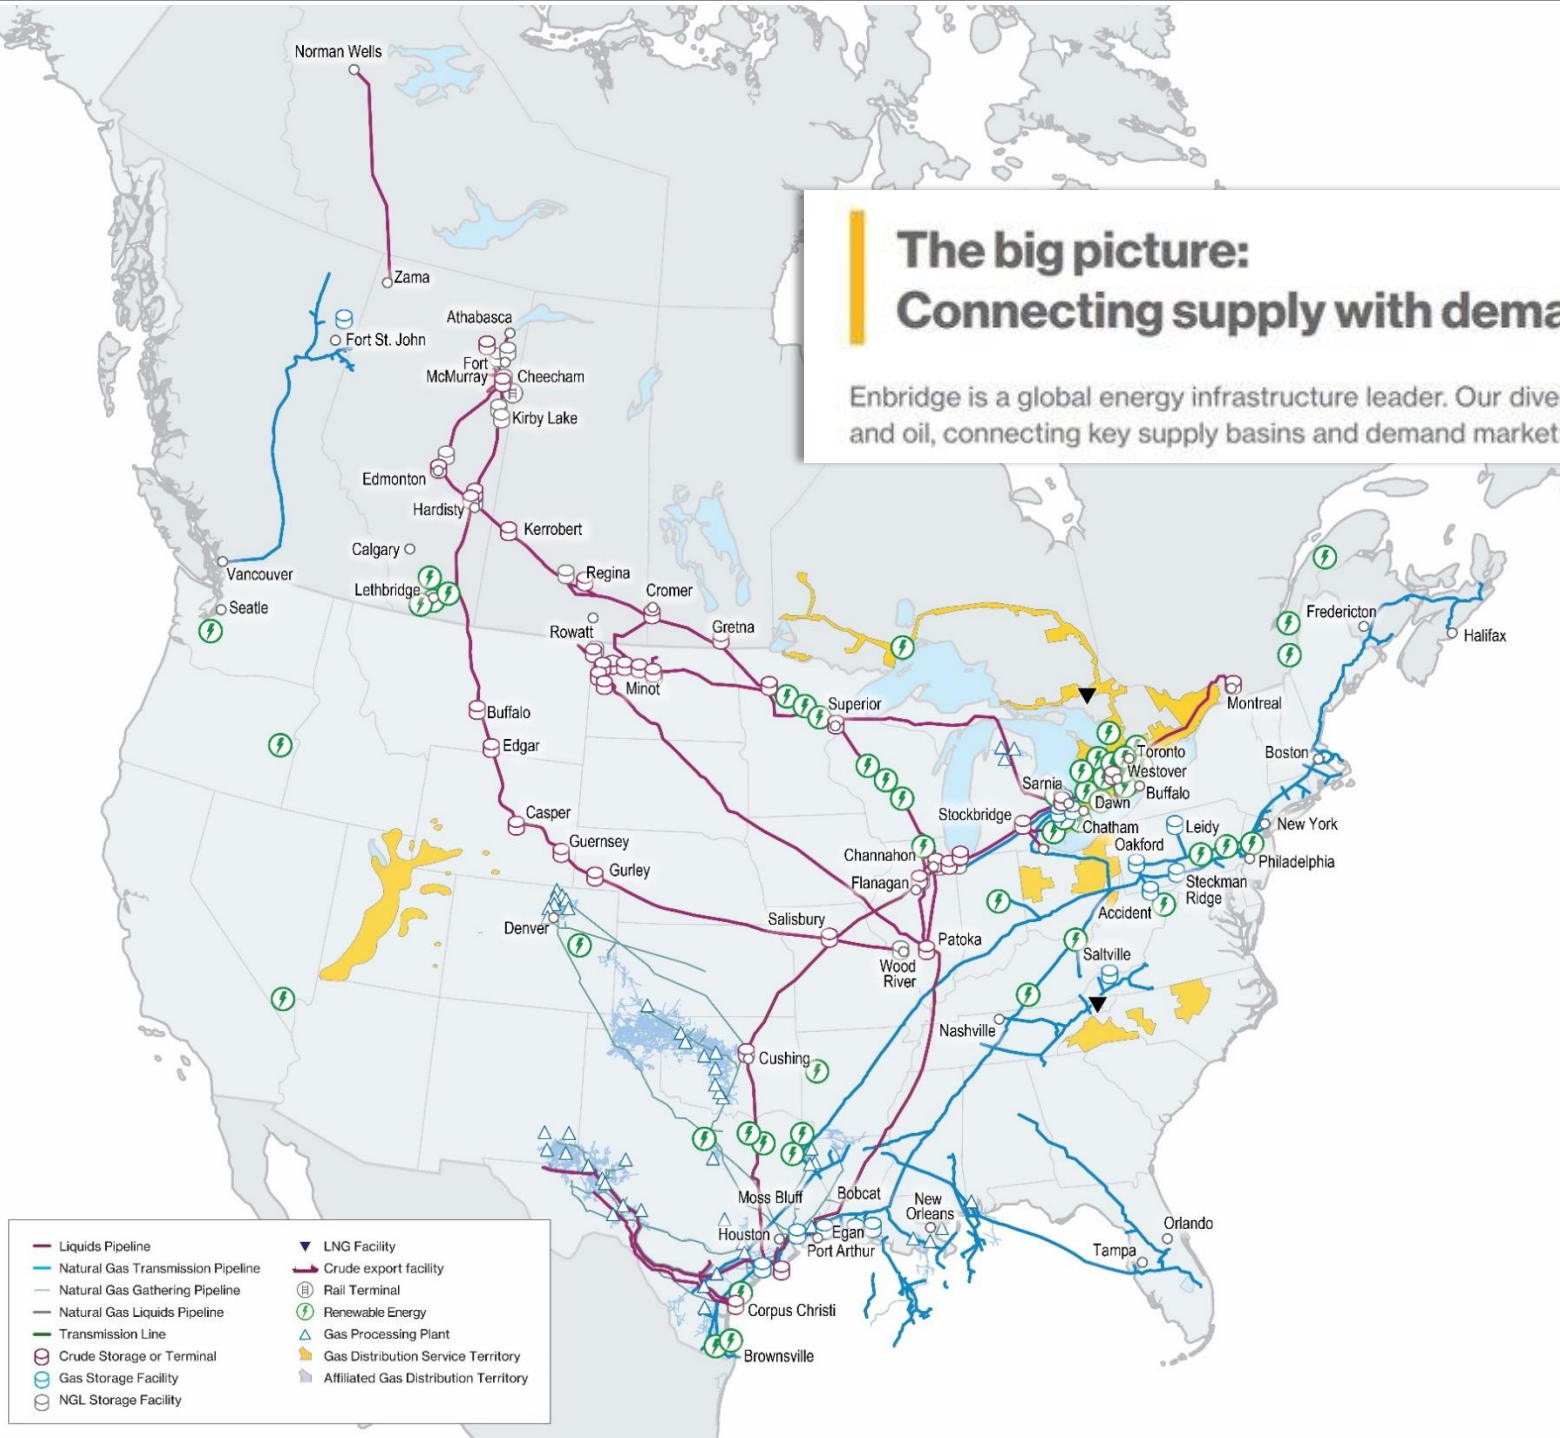 Norman Wells
The big picture:
Connecting supply with dema
Zama
Athabasca
Fort St. John
Fort
McMurray
Cheecham
Enbridge is a global energy infrastructure leader. Our dive
and oil, connecting key supply basins and demand market
Kirby Lake
Edmonton
Hardisty
Kerrobert
Calgary
Vancouver
Regina
Lethbridge
Cromer
Seatle
Fredericton
Rowatt
Gretna
Halifax
Minot
Superior
Montreal
Buffalo
Edgar
Toronto
Boston
Westover
Sarnia
Buffalo
Dawn
Casper
Stockbridge
Chatham
Leidy
New York
Guernsey
Oakford
Channahon
Philadelphia
Gurley
Flanagan
Steckman
Ridge
Accident
Salisbury
Denver
Patoka
Saltville
Wood
River
Nashville
Cushing
Moss Bluff
Bobcat
New
Orleans
Houston
Egan
Port Arthur
Orlando
Tampa
Corpus Christi
Brownsville
Liquids Pipeline
Natural Gas Transmission Pipeline
Natural Gas Gathering Pipeline
Natural Gas Liquids Pipeline
Transmission Line
Crude Storage or Terminal
Gas Storage Facility
NGL Storage Facility
LNG Facility
Crude export facility
Rail Terminal
Renewable Energy
Gas Processing Plant
Gas Distribution Service Territory
Affiliated Gas Distribution Territory